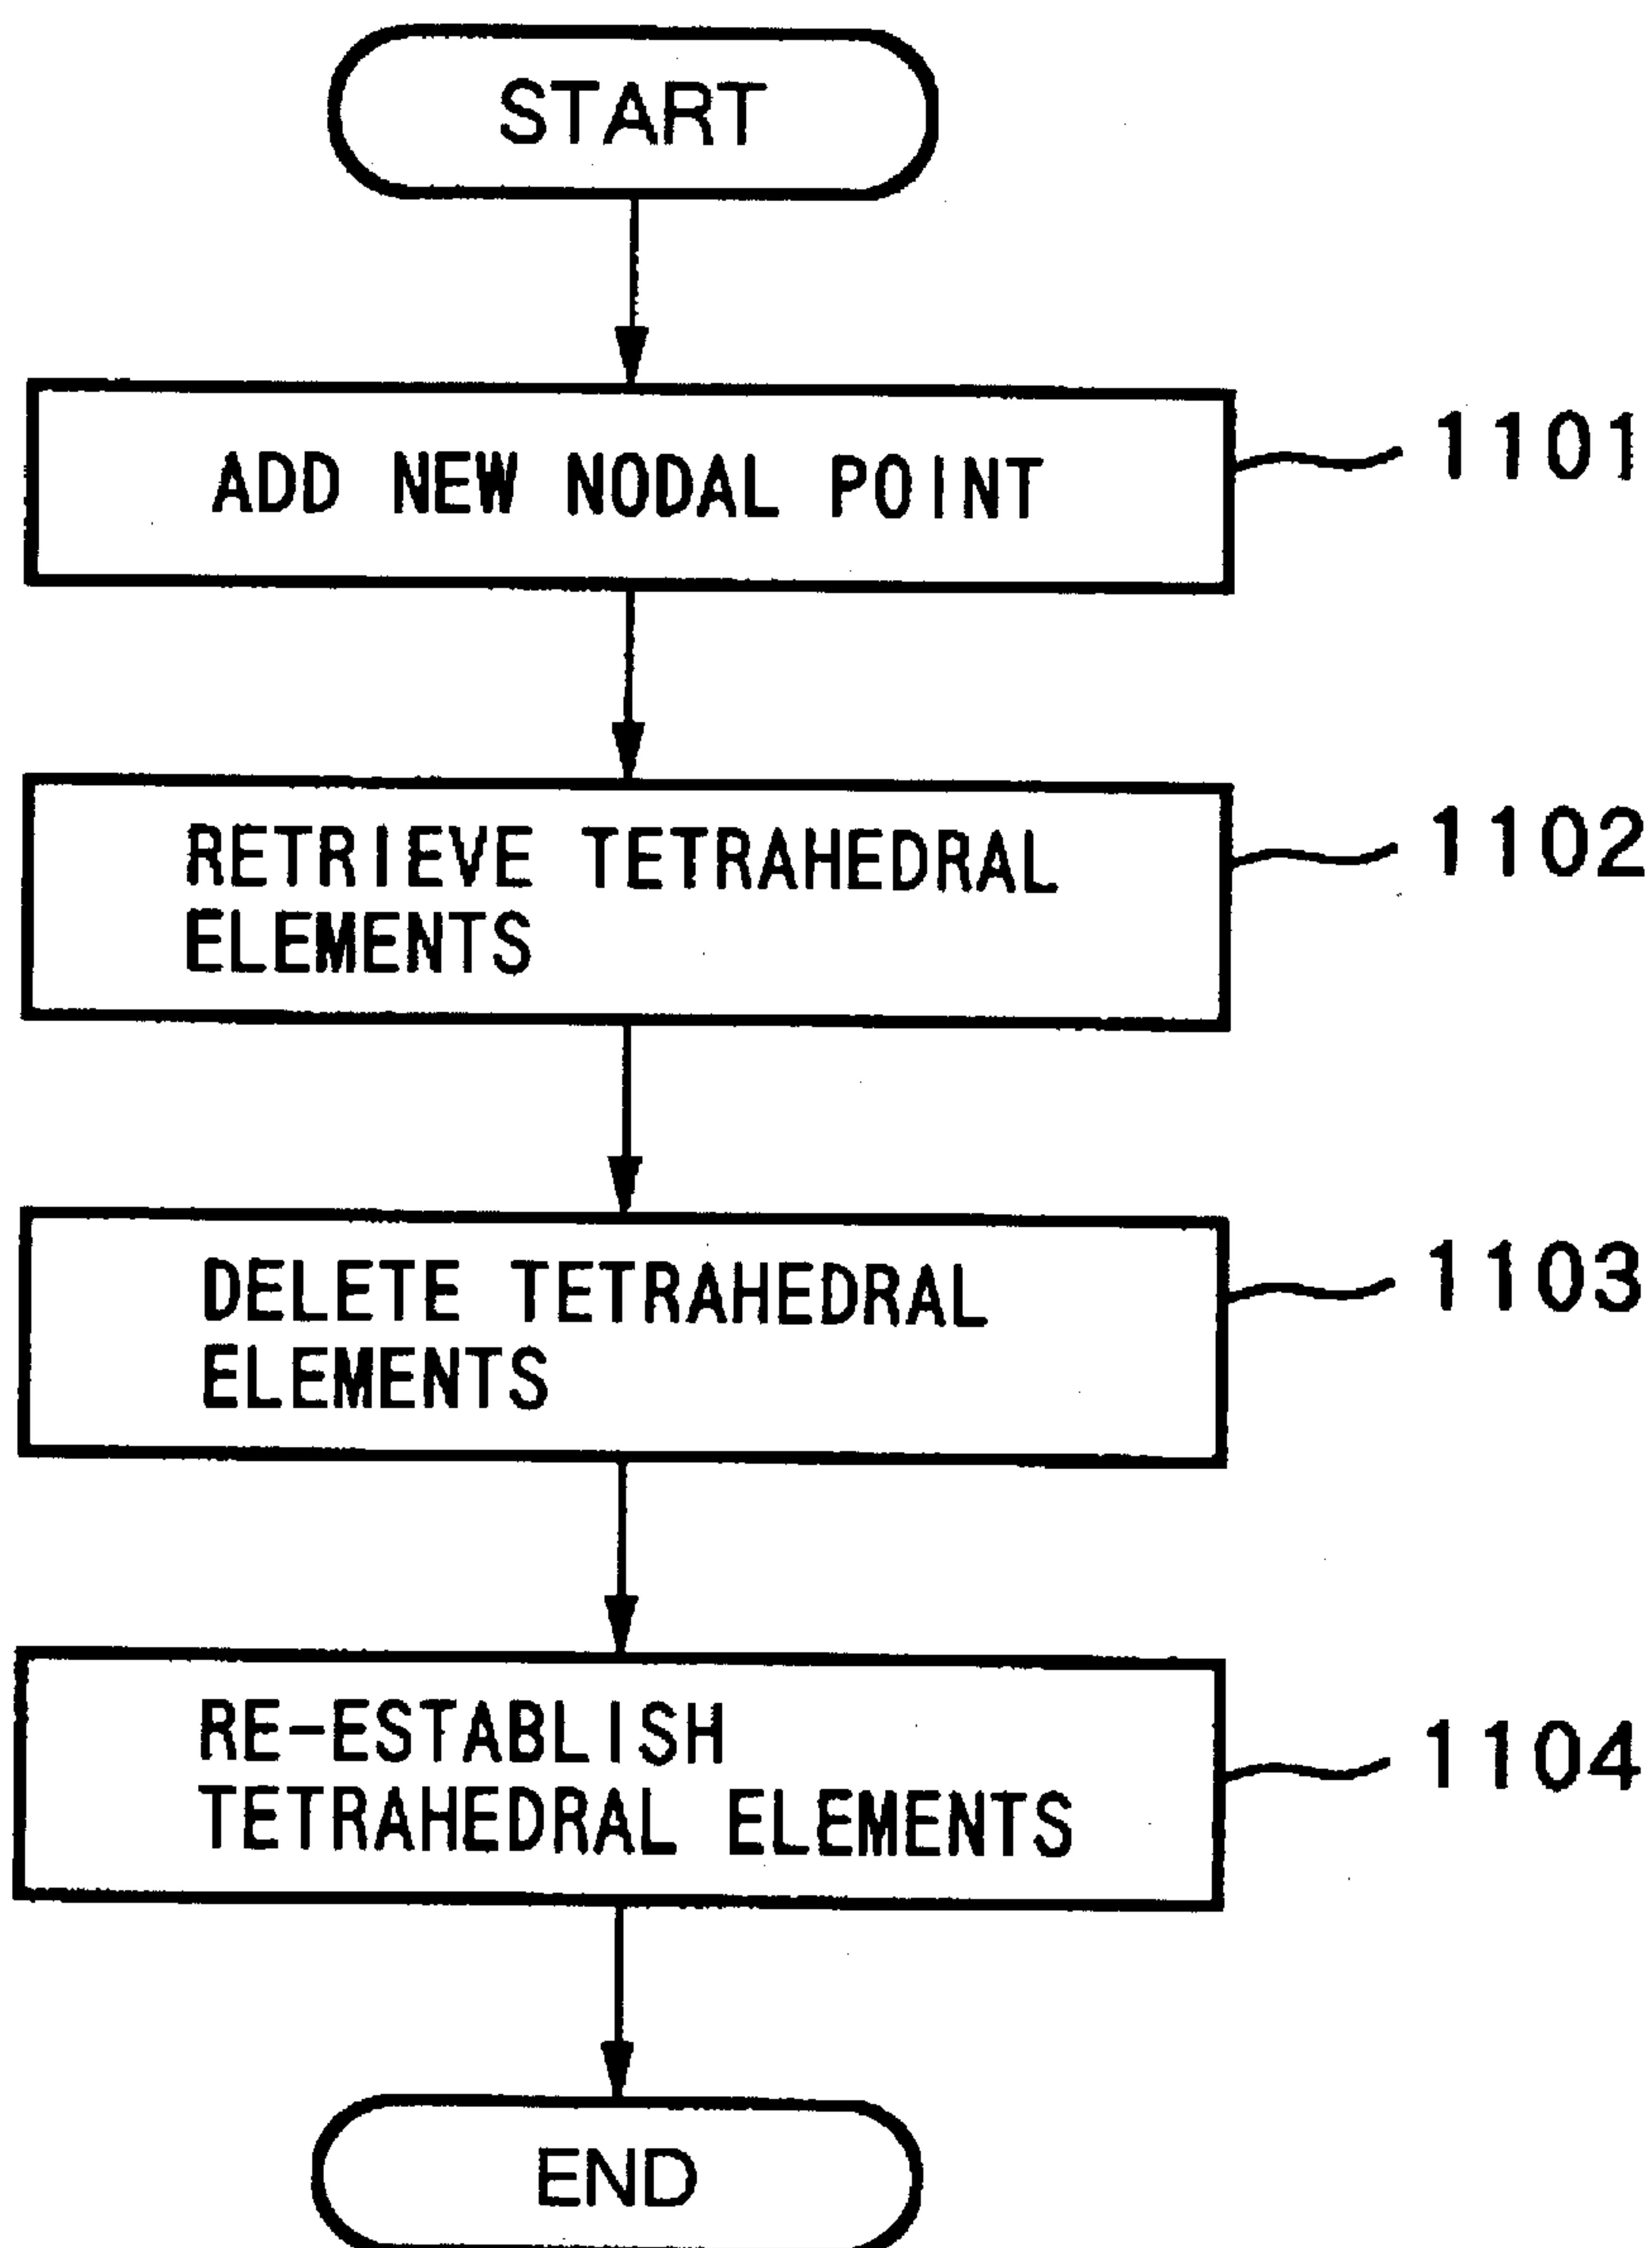 START
ADD NEW NODAL POINT
1101
RETRIEVE TETRAHEDRAL
ELEMENTS
1102
DELETE TETRAHEDRAL
ELEMENTS
1103
RE-ESTABLISH
TETRAHEDRAL ELEMENTS
1104
END